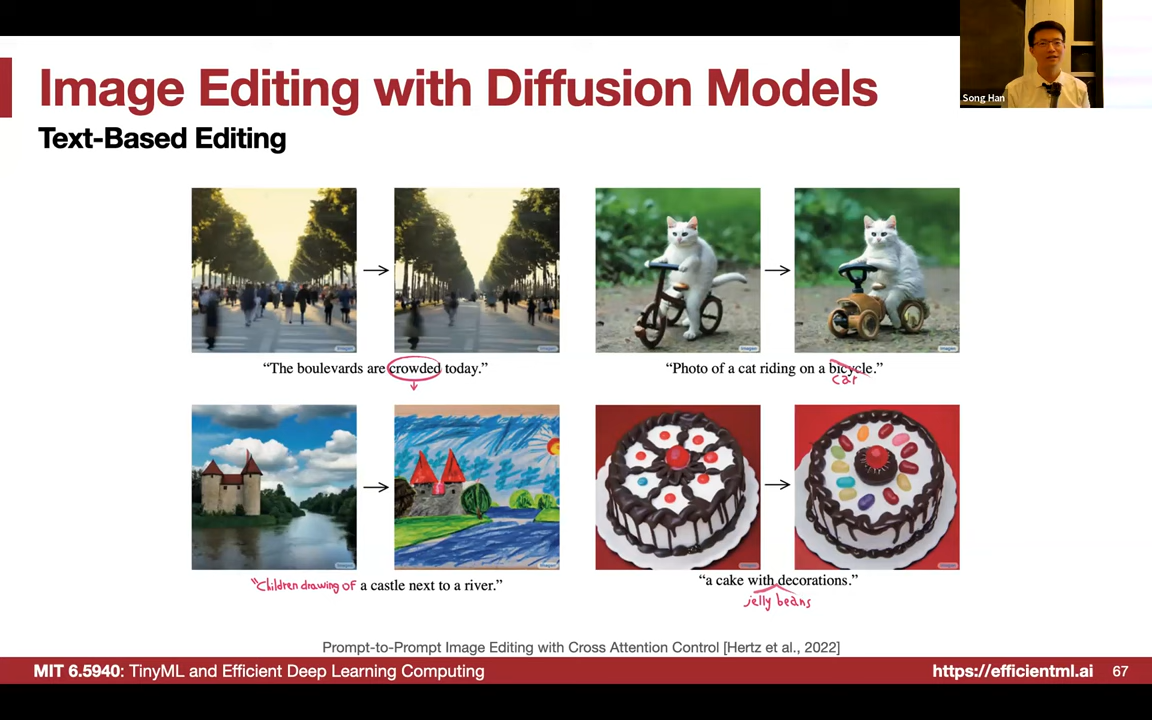 Image Editing with Diffusion Models
Song Han
Text-Based Editing
“The boulevards are crowded today.”
“Photo of a cat riding on a bicycle.”
car
“Children drawing of a castle next to a river.”
“a cake with decorations.”
jelly beans
Prompt-to-Prompt Image Editing with Cross Attention Control [Hertz et al., 2022]
MIT 6.5940: TinyML and Efficient Deep Learning Computing
https://efficientml.ai
67